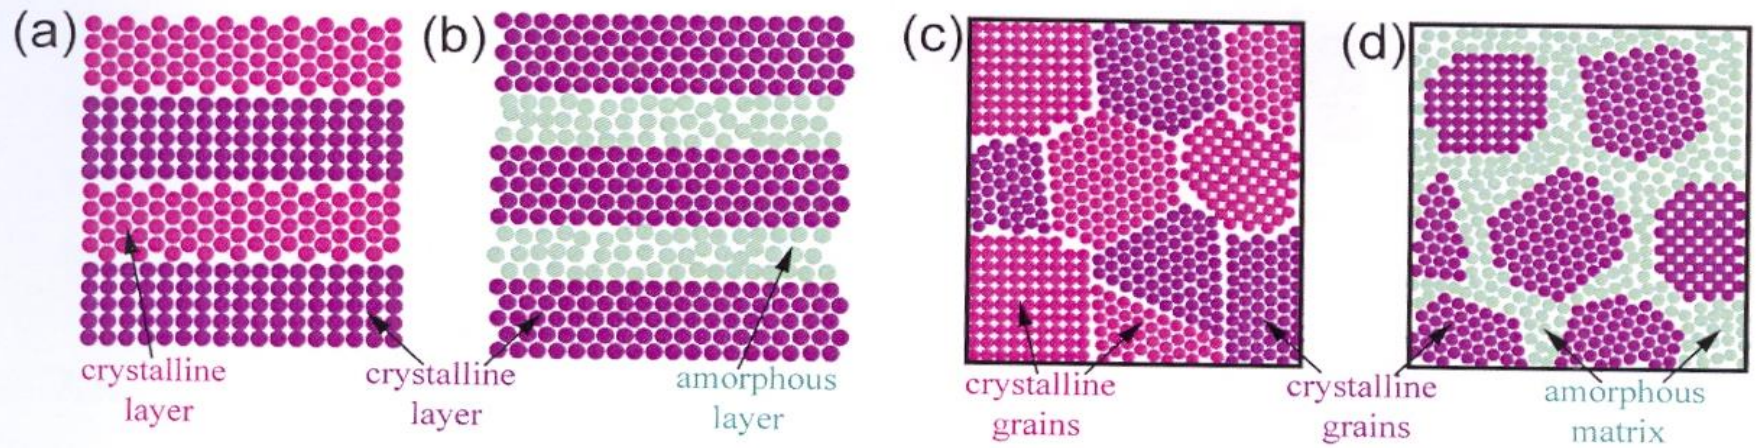 (a)
(b)
(c)
(d)
crystalline
layer
crystalline
layer
amorphous
layer
crystalline
grains
crystalline
grains
amorphous
matrix